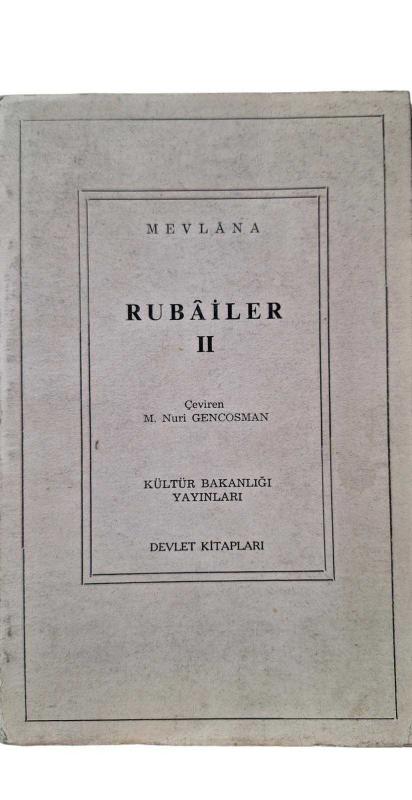 MEVLÂNA
RUBÂİLER
II
Çeviren
M. Nuri GENCOSMAN
KÜLTÜR BAKANLIĞI
YAYINLARI
DEVLET KİTAPLARI